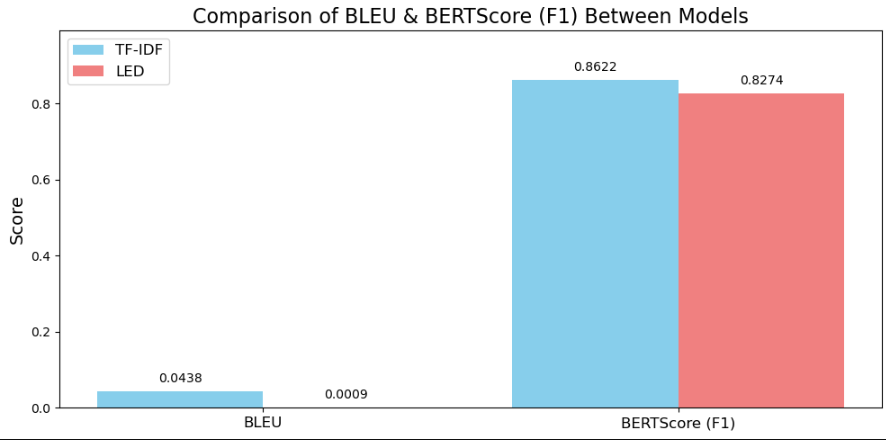 Comparison of BLEU & BERTScore (F1) Between Models
TF-IDF
LED
0.8622
0.8274
0.8
0.6
Score
0.4
0.2
0.0438
0.0009
0.0
BLEU
BERTScore (F1)